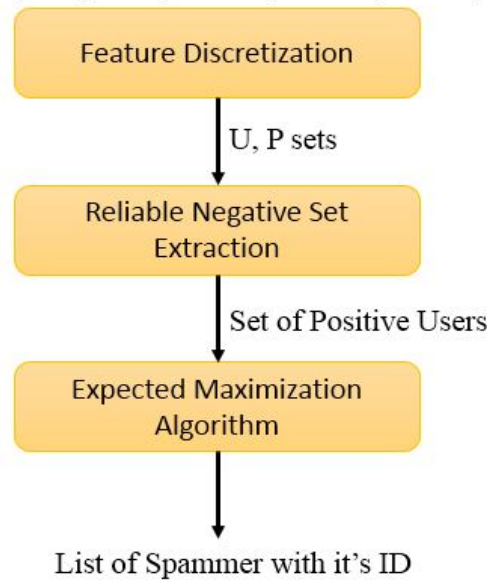 Feature Discretization
U, P sets
Reliable Negative Set
Extraction
Set of Positive Users
Expected Maximization
Algorithm
List of Spammer with it's ID